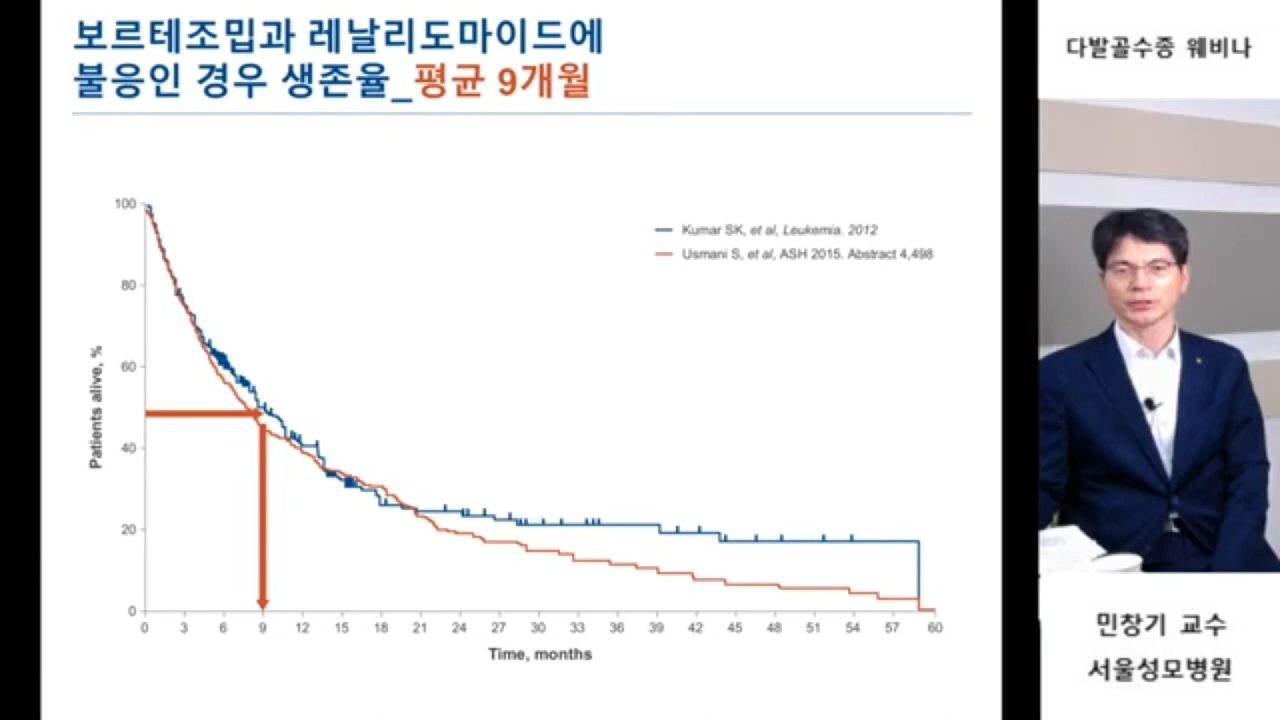 보르테조밉과 레날리도마이드에
불응인 경우 생존율_평균 9개월
다발골수종 웨비나
Kumar SK, et al, Leukemia. 2012
Usmani S, et al, ASH 2015. Abstract 4,498
Patients alive, %
100
80
60
40
20
0
0 3 6 9 12 15 18 21 24 27 30 33 36 39 42 45 48 51 54 57 60
Time, months
민창기 교수
서울성모병원